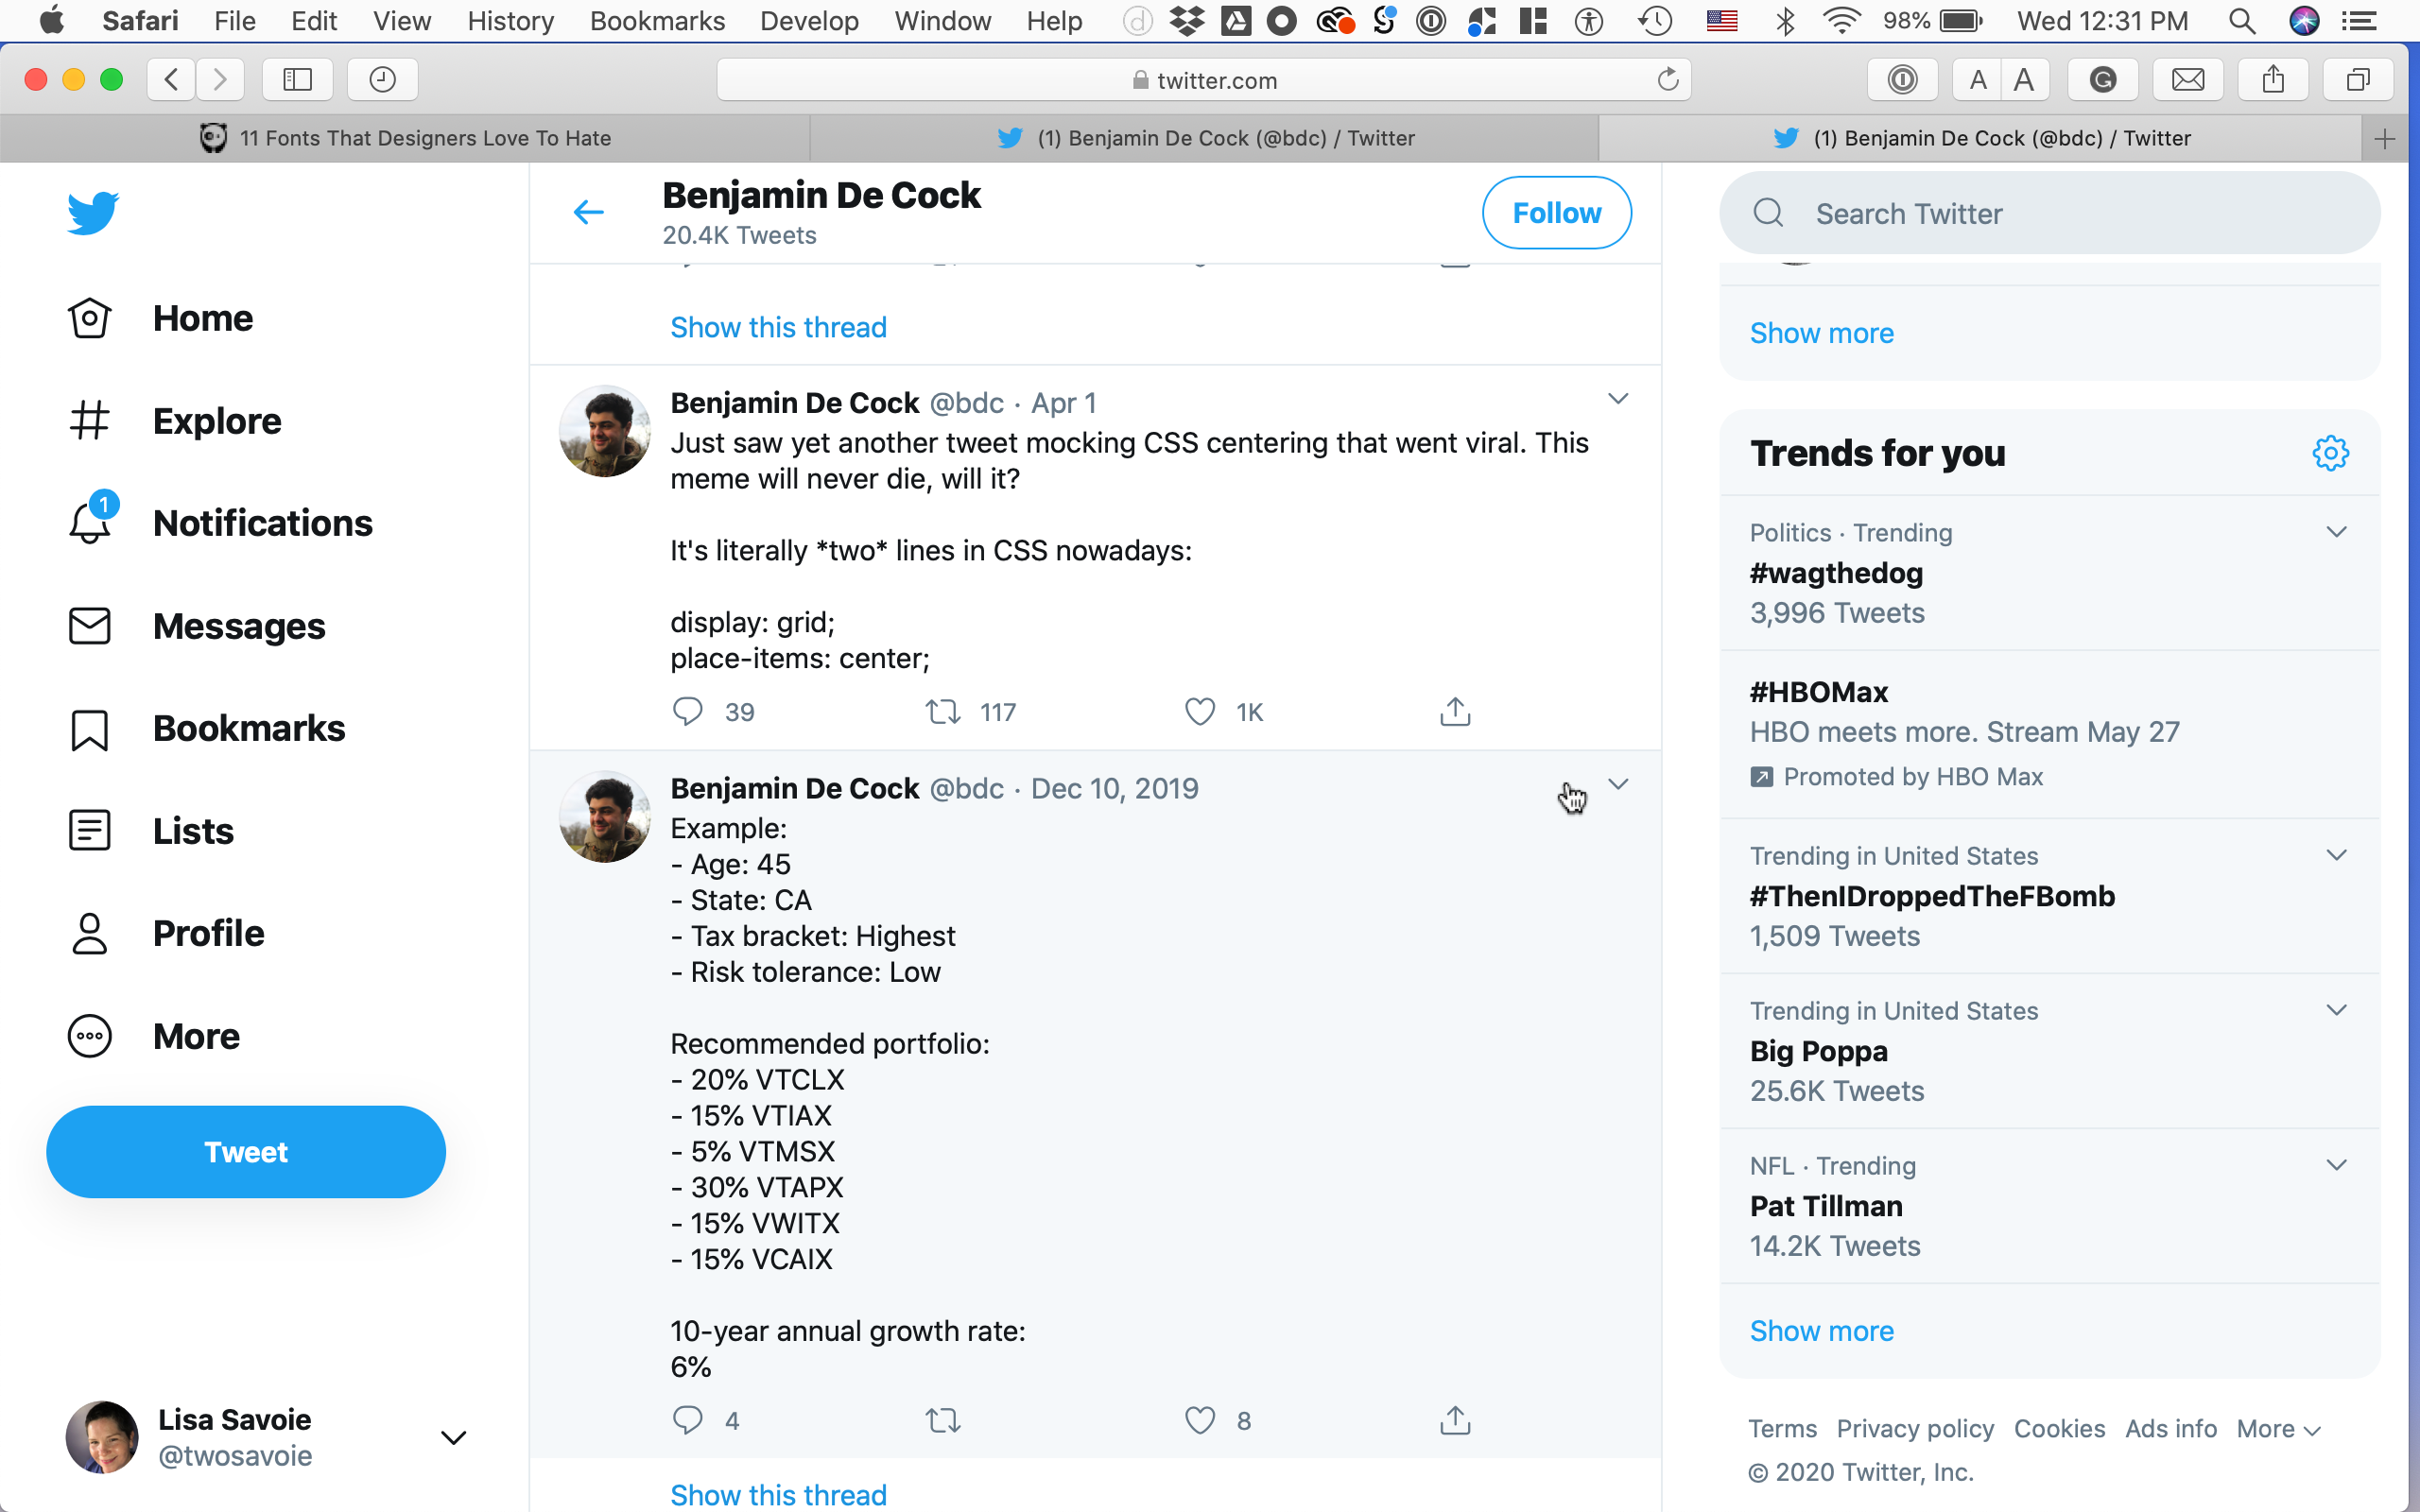 Safari File Edit View History Bookmarks Develop Window Help 98% Wed 12:31 PM
twitter.com
A A
11 Fonts That Designers Love To Hate
(1) Benjamin De Cock (@bdc) / Twitter
(1) Benjamin De Cock (@bdc) / Twitter
Home
Explore
1
Notifications
Messages
Bookmarks
Lists
Profile
More
Tweet
Lisa Savoie
@twosavoie
Benjamin De Cock
20.4K Tweets
Follow
Show this thread
Benjamin De Cock @bdc · Apr 1
Just saw yet another tweet mocking CSS centering that went viral. This
meme will never die, will it?
It's literally *two* lines in CSS nowadays:
display: grid;
place-items: center;
39 117 1K
Benjamin De Cock @bdc · Dec 10, 2019
Example:
- Age: 45
- State: CA
- Tax bracket: Highest
- Risk tolerance: Low
Recommended portfolio:
- 20% VTCLX
- 15% VTIAX
- 5% VTMSX
- 30% VTAPX
- 15% VWITX
- 15% VCAIX
10-year annual growth rate:
6%
4 8
Show this thread
Search Twitter
Show more
Trends for you
Politics · Trending
#wagthedog
3,996 Tweets
#HBOMax
HBO meets more. Stream May 27
Promoted by HBO Max
Trending in United States
#ThenIDroppedTheFBomb
1,509 Tweets
Trending in United States
Big Poppa
25.6K Tweets
NFL · Trending
Pat Tillman
14.2K Tweets
Show more
Terms Privacy policy Cookies Ads info More
© 2020 Twitter, Inc.